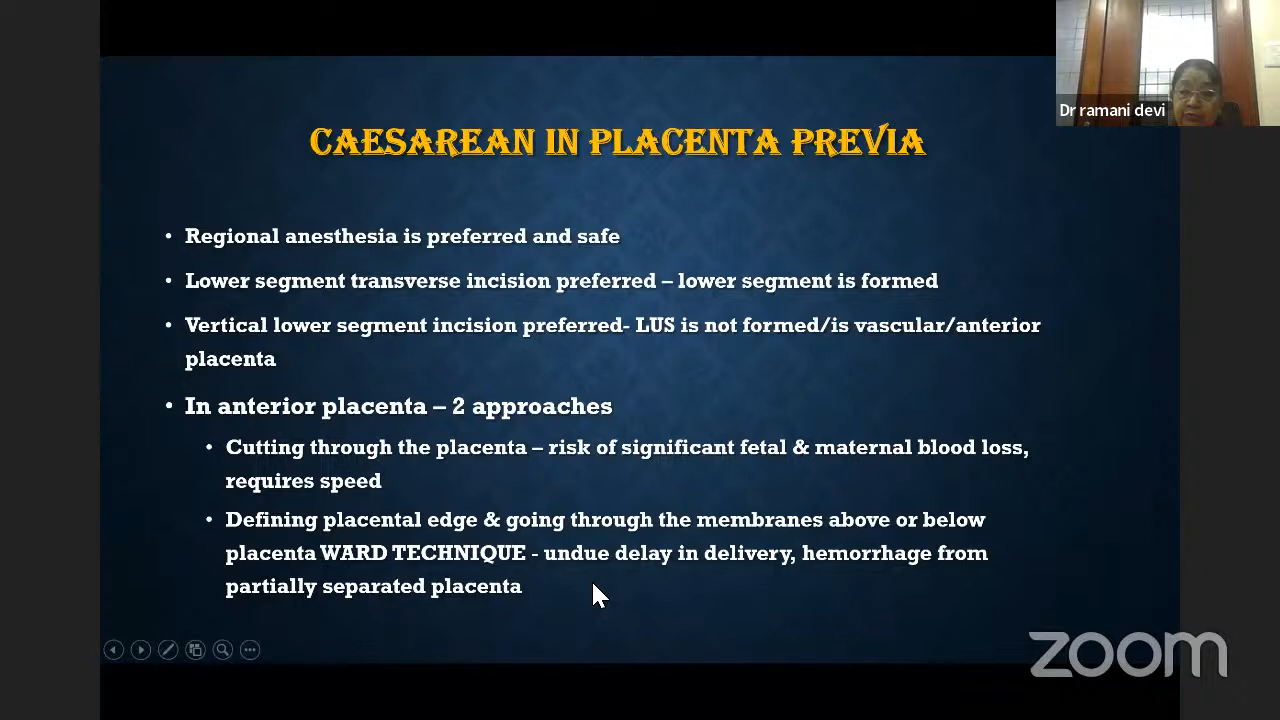 Dr ramani devi
CAESAREAN IN PLACENTA PREVIA
• Regional anesthesia is preferred and safe
• Lower segment transverse incision preferred – lower segment is formed
• Vertical lower segment incision preferred- LUS is not formed/is vascular/anterior
placenta
• In anterior placenta – 2 approaches
• Cutting through the placenta – risk of significant fetal & maternal blood loss,
requires speed
• Defining placental edge & going through the membranes above or below
placenta WARD TECHNIQUE - undue delay in delivery, hemorrhage from
partially separated placenta
zoom